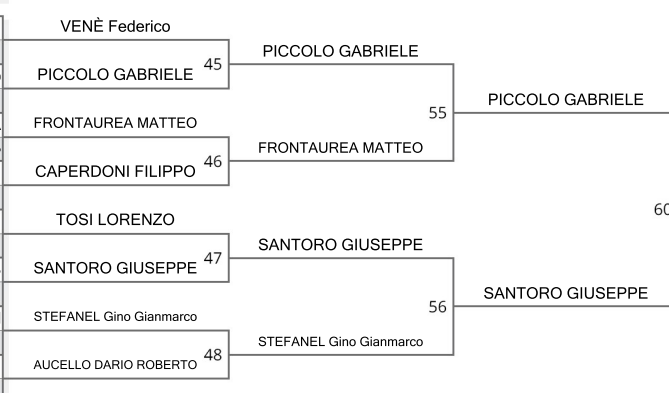 VENÈ Federico
PICCOLO GABRIELE
45
PICCOLO GABRIELE
FRONTAUREA MATTEO
CAPERDONI FILIPPO
46
FRONTAUREA MATTEO
55
PICCOLO GABRIELE
TOSI LORENZO
SANTORO GIUSEPPE
47
SANTORO GIUSEPPE
STEFANEL Gino Gianmarco
AUCELLO DARIO ROBERTO
48
STEFANEL Gino Gianmarco
56
SANTORO GIUSEPPE
60